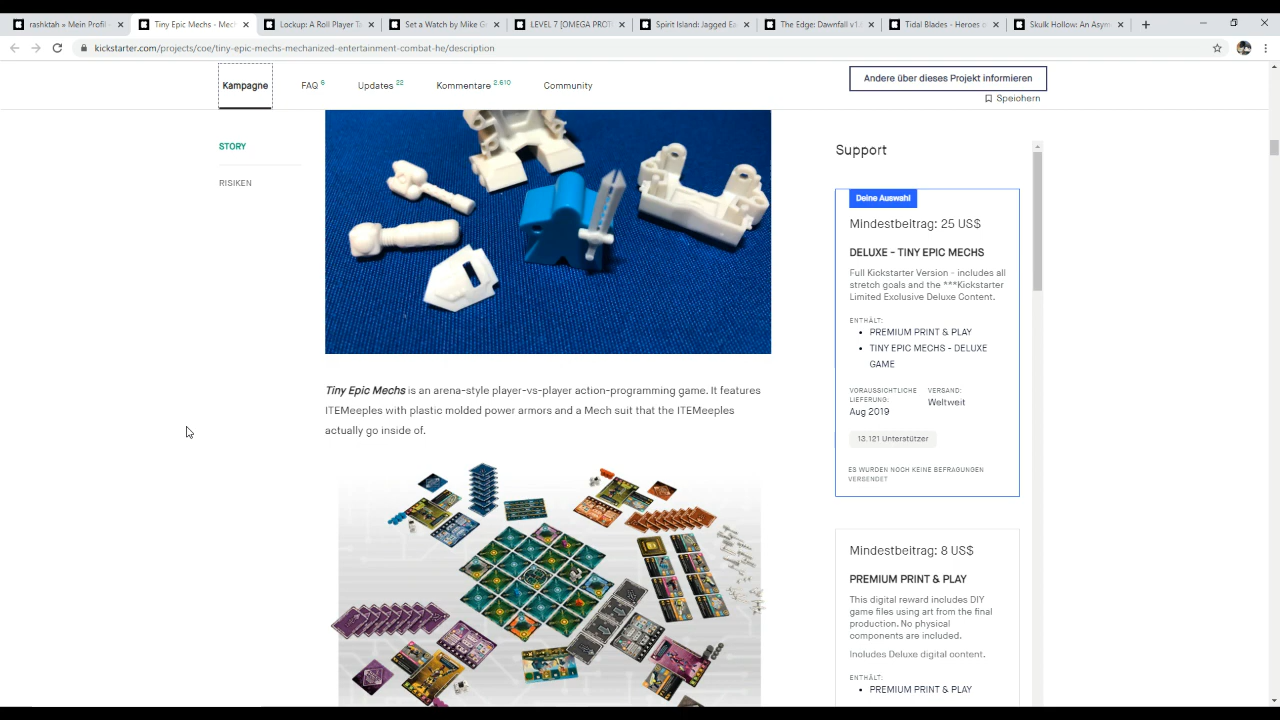 rashktah = Mein Profil
Tiny Epic Mechs - Mech
Lockup: A Roll Player T
Set a Watch by Mike G
LEVEL 7 [OMEGA PROT
Spirit Island: Jagged Ea
The Edge: Dawnfall v1
Tidal Blades - Heroes o
Skulk Hollow: An Asym
kickstarter.com/projects/coe/tiny-epic-mechs-mechanized-entertainment-combat-he/description
Kampagne
FAQ 6
Updates 22
Kommentare 2.610
Community
Andere über dieses Projekt informieren
Speichern
STORY
RISIKEN
Tiny Epic Mechs is an arena-style player-vs-player action-programming game. It features
ITEMeeples with plastic molded power armors and a Mech suit that the ITEMeeples
actually go inside of.
Support
Deine Auswahl
Mindestbeitrag: 25 US$
DELUXE - TINY EPIC MECHS
Full Kickstarter Version - includes all
stretch goals and the ***Kickstarter
Limited Exclusive Deluxe Content.
ENTHÄLT:
• PREMIUM PRINT & PLAY
• TINY EPIC MECHS - DELUXE
GAME
VORAUSSICHTLICHE
LIEFERUNG:
Aug 2019
VERSAND:
Weltweit
13.121 Unterstützer
ES WURDEN NOCH KEINE BEFRAGUNGEN
VERSENDET
Mindestbeitrag: 8 US$
PREMIUM PRINT & PLAY
This digital reward includes DIY
game files using art from the final
production. No physical
components are included.
Includes Deluxe digital content.
ENTHÄLT:
• PREMIUM PRINT & PLAY